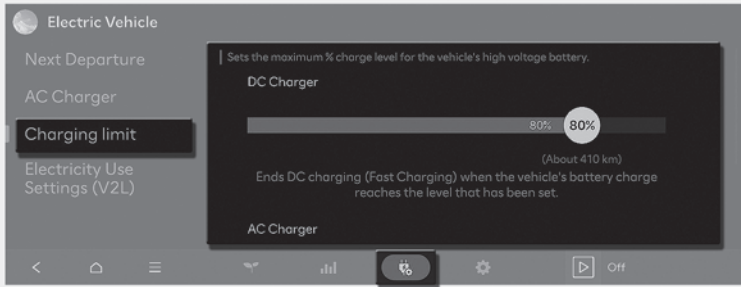 Electric Vehicle
Next Departure
AC Charger
Charging limit
Electricity Use
Settings (V2L)
Sets the maximum % charge level for the vehicle's high voltage battery.
DC Charger
80% 80%
(About 410 km)
Ends DC charging (Fast Charging) when the vehicle's battery charge
reaches the level that has been set.
AC Charger
Off